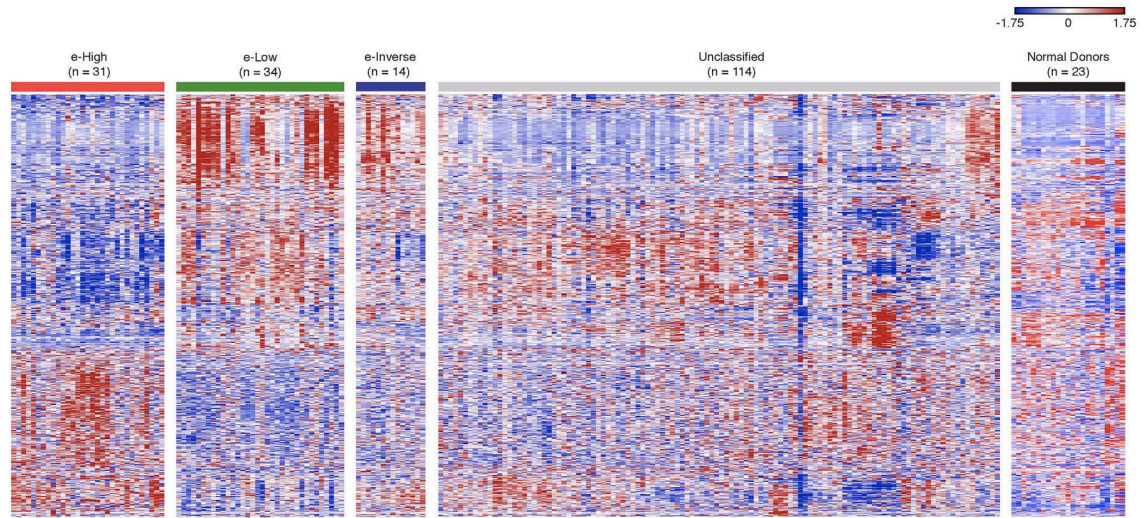 -1.75 0 1.75
e-High
(n = 31)
e-Low
(n = 34)
e-Inverse
(n = 14)
Unclassified
(n = 114)
Normal Donors
(n = 23)